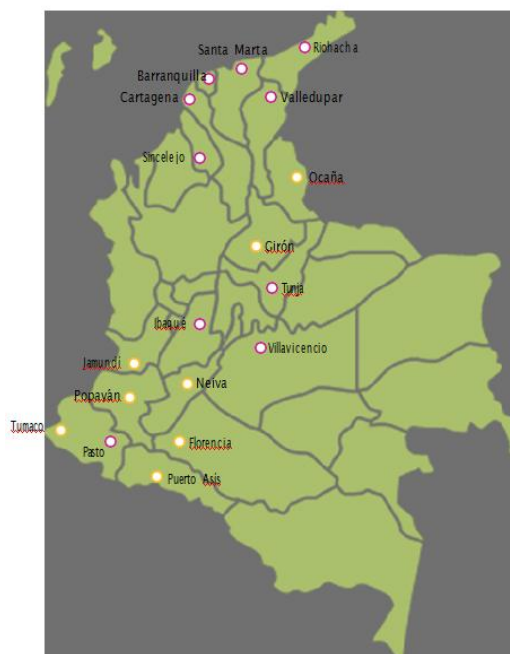 Santa Marta
Riohacha
Barranquilla
Cartagena
Valledupar
Sincelejo
Ocaña
Girón
Tunja
Ibagué
Villavicencio
Jamundí
Neiva
Popayán
Tumaco
Pasto
Florencia
Puerto Asís